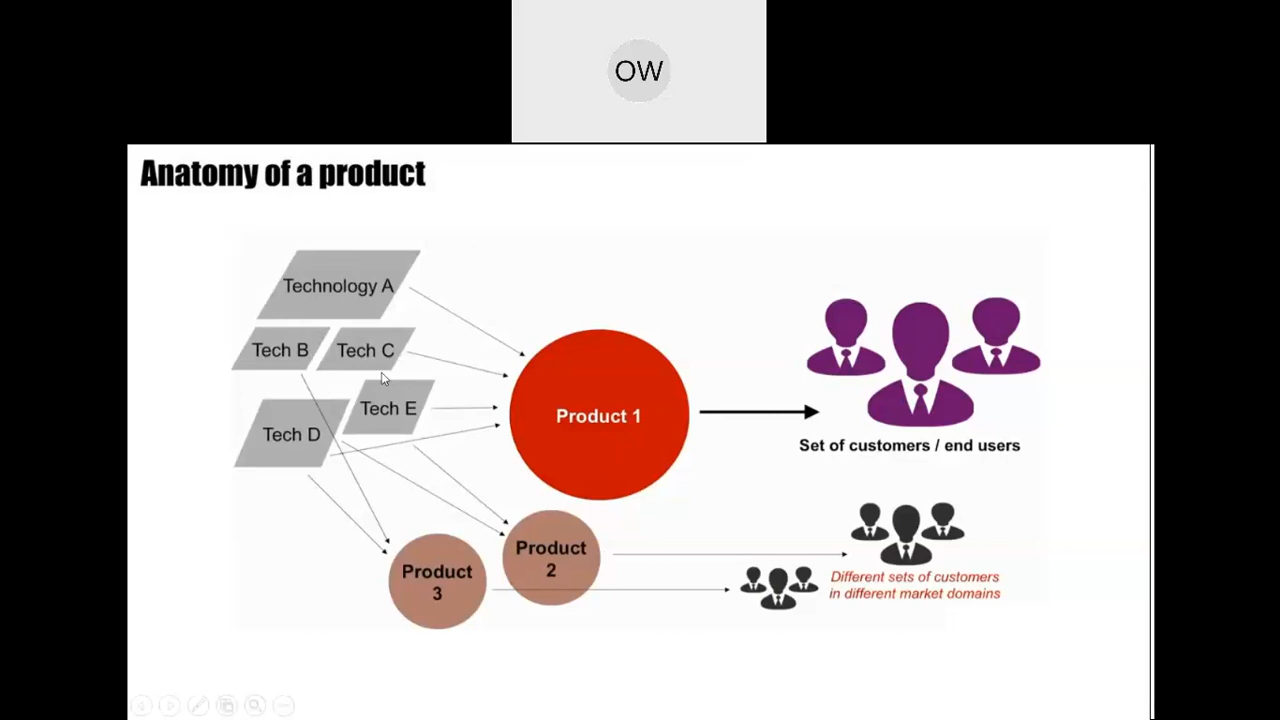 OW
Anatomy of a product
Technology A
Tech B
Tech C
Tech E
Tech D
Product 1
Set of customers / end users
Product
2
Product
3
Different sets of customers
in different market domains